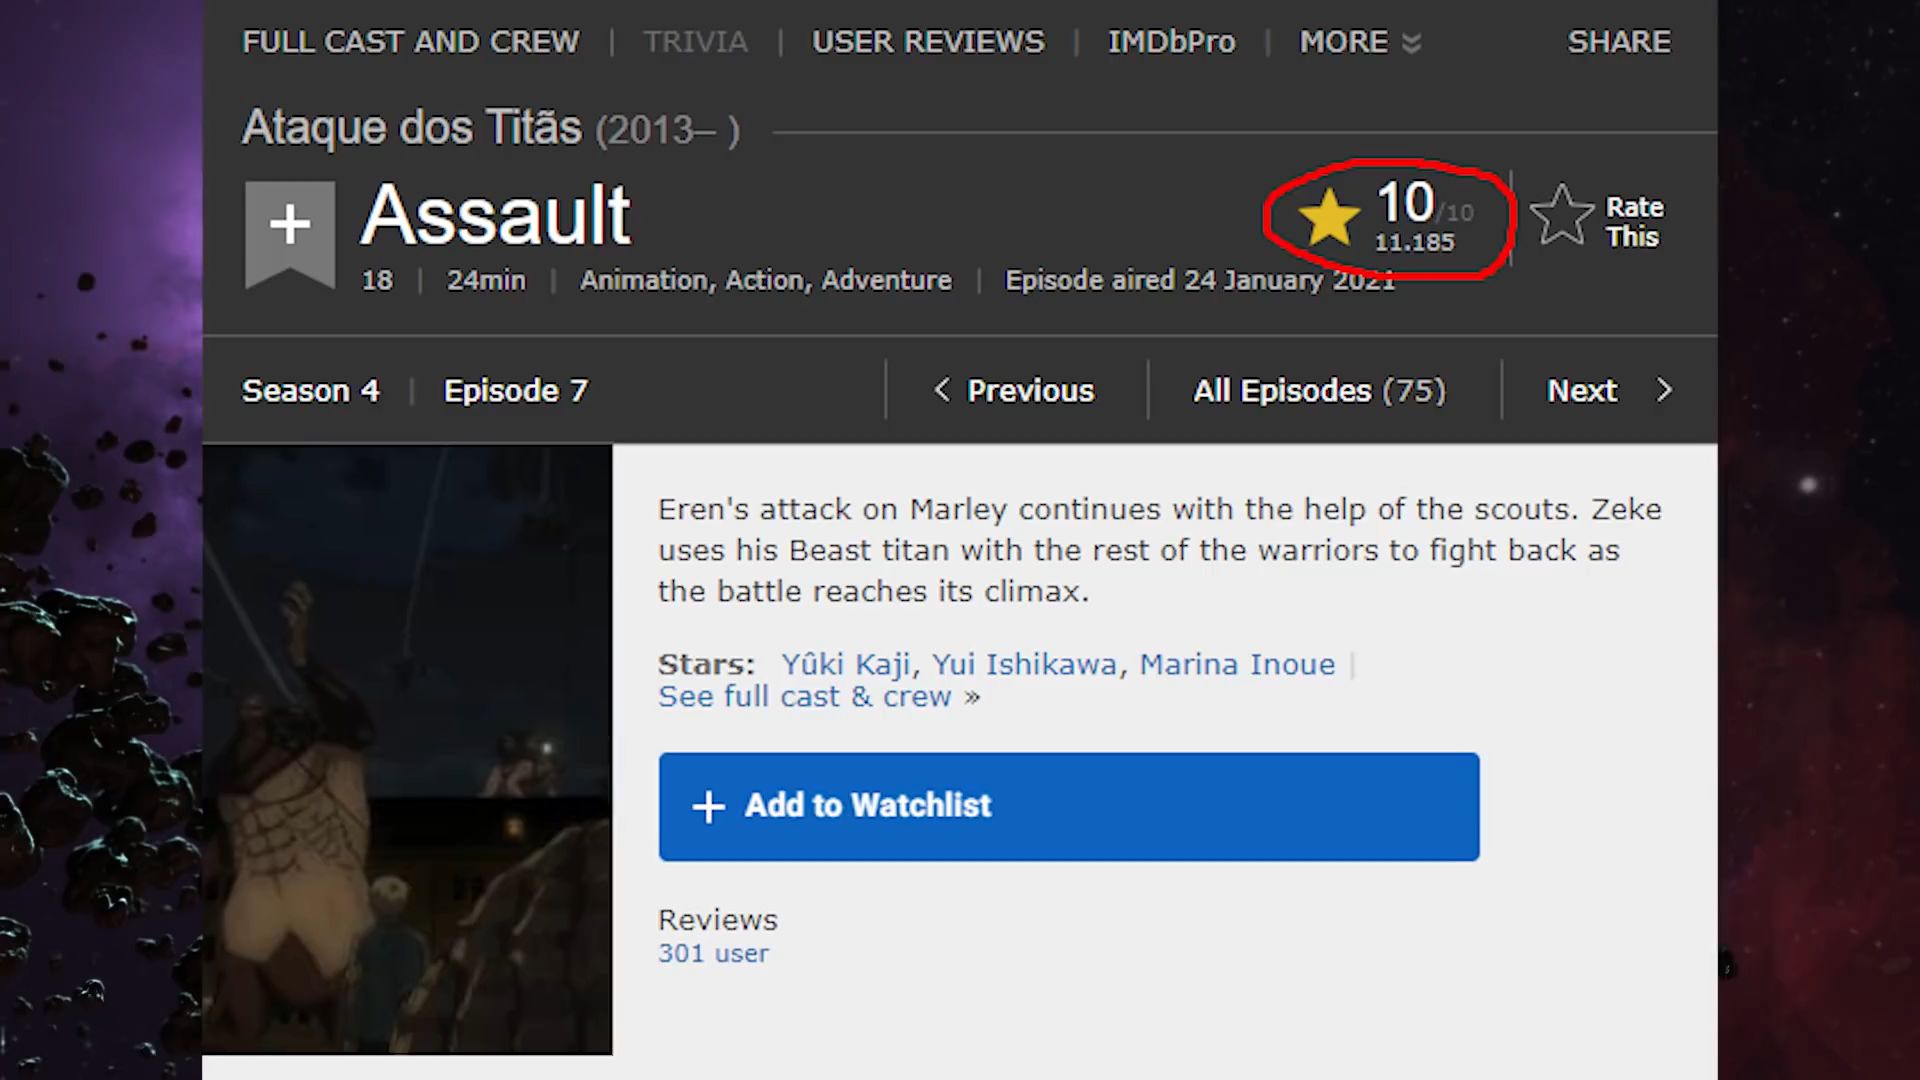 FULL CAST AND CREW | TRIVIA | USER REVIEWS | IMDbPro | MORE SHARE
Ataque dos Titãs (2013– )
Assault
10/10
11.185
Rate
This
18 | 24min | Animation, Action, Adventure | Episode aired 24 January 2021
Season 4 | Episode 7 Previous All Episodes (75) Next
Eren's attack on Marley continues with the help of the scouts. Zeke
uses his Beast titan with the rest of the warriors to fight back as
the battle reaches its climax.
Stars: Yûki Kaji, Yui Ishikawa, Marina Inoue |
See full cast & crew »
+ Add to Watchlist
Reviews
301 user